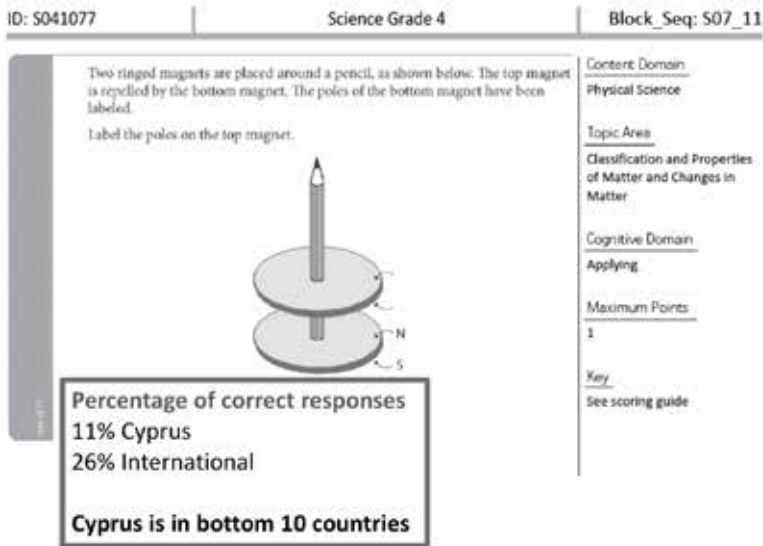 ID: S041077
Science Grade 4
Block_Seq: S07_11
Two ringed magnets are placed around a pencil, as shown below. The top magnet
is repelled by the bottom magnet. The poles of the bottom magnet have been
labeled.
Label the poles on the top magnet.
N
S
Content Domain
Physical Science
Topic Area
Classification and Properties
of Matter and Changes in
Matter
Cognitive Domain
Applying
Maximum Points
1
Key
See scoring guide
Percentage of correct responses
11% Cyprus
26% International
Cyprus is in bottom 10 countries